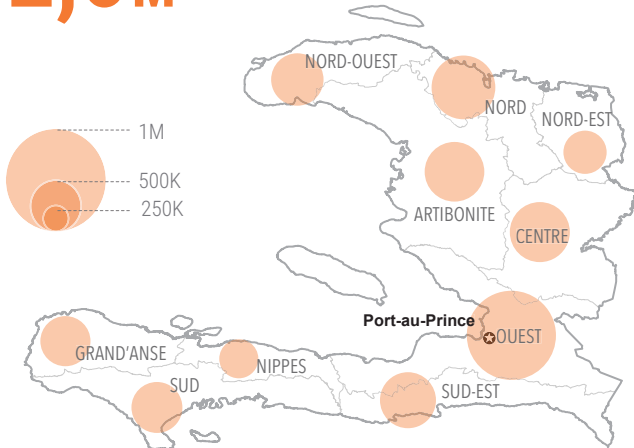 NORD-OUEST
NORD
NORD-EST
1M
500K
250K
ARTIBONITE
CENTRE
Port-au-Prince
OUEST
GRAND'ANSE
NIPPES
SUD
SUD-EST